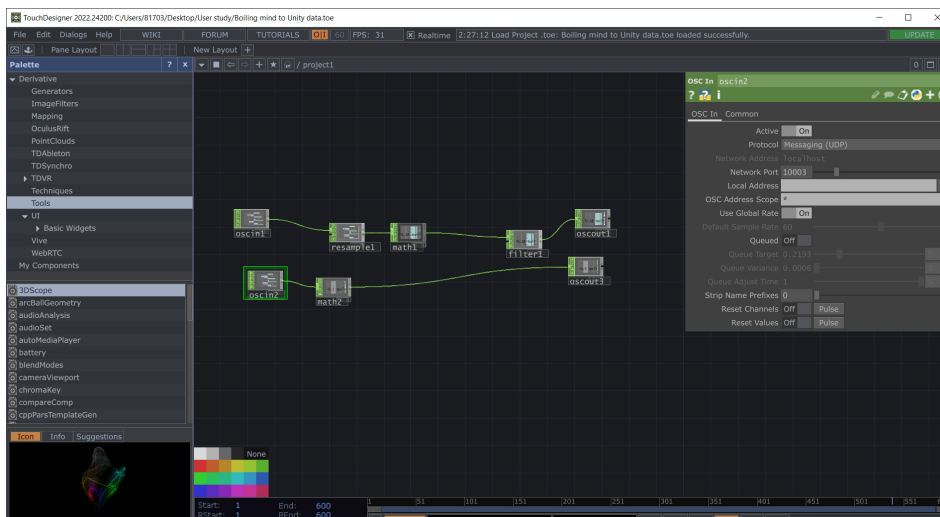 TouchDesigner 2022.24200: C:/Users/81703/Desktop/User study/Boiling mind to Unity data.toe
File Edit Dialogs Help WIKI FORUM TUTORIALS O|I 60 FPS: 31 Realtime 2:27:12 Load Project .toe: Boiling mind to Unity data.toe loaded successfully. UPDATE
Pane Layout New Layout +
Palette ? x / project1 0
Derivative
Generators
ImageFilters
Mapping
OculusRift
PointClouds
TDAbleton
TDSynchro
TDVR
Techniques
Tools
UI
Basic Widgets
Vive
WebRTC
My Components
3DScope
arcBallGeometry
audioAnalysis
audioSet
autoMediaPlayer
battery
blendModes
cameraViewport
chromaKey
compareComp
cppParsTemplateGen
Icon Info Suggestions
oscin1
resample1
math1
filter1
oscout1
oscin2
math2
oscout3
OSC In oscin2
? i
OSC In Common
Active On
Protocol Messaging (UDP)
Network Address localhost
Network Port 10003
Local Address
OSC Address Scope *
Use Global Rate On
Default Sample Rate 60
Queued Off
Queue Target 0.2193
Queue Variance 0.0006
Queue Adjust Time 1
Strip Name Prefixes 0
Reset Channels Off Pulse
Reset Values Off Pulse
None
Start: 1 End: 600
RStart: 1 REnd: 600
1 51 101 151 201 251 301 351 401 451 501 551